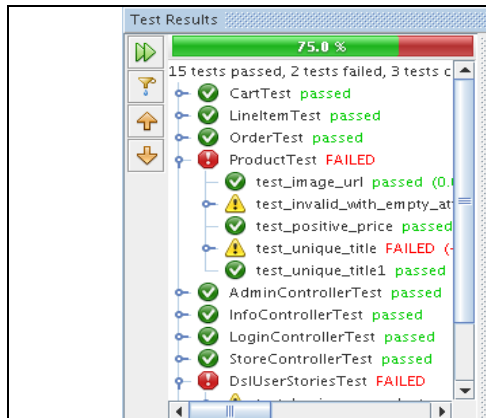 Test Results
75.0 %
15 tests passed, 2 tests failed, 3 tests c
CartTest passed
LineItemTest passed
OrderTest passed
ProductTest FAILED
test_image_url passed (0.
test_invalid_with_empty_at
test_positive_price passed
test_unique_title FAILED (-
test_unique_title1 passed
AdminControllerTest passed
InfoControllerTest passed
LoginControllerTest passed
StoreControllerTest passed
DslUserStoriesTest FAILED